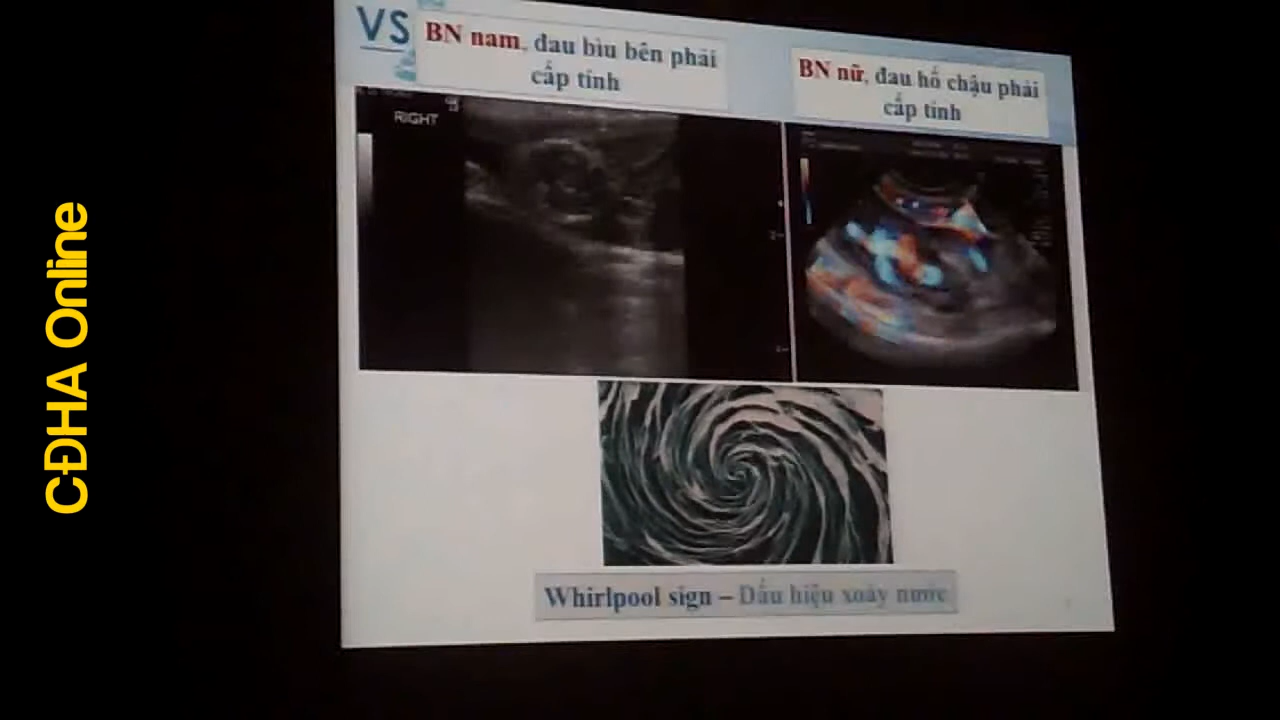 CĐHA Online
VS
BN nam, đau bìu bên phải
cấp tính
BN nữ, đau hố chậu phải
cấp tính
RIGHT
Whirlpool sign – Dấu hiệu xoáy nước